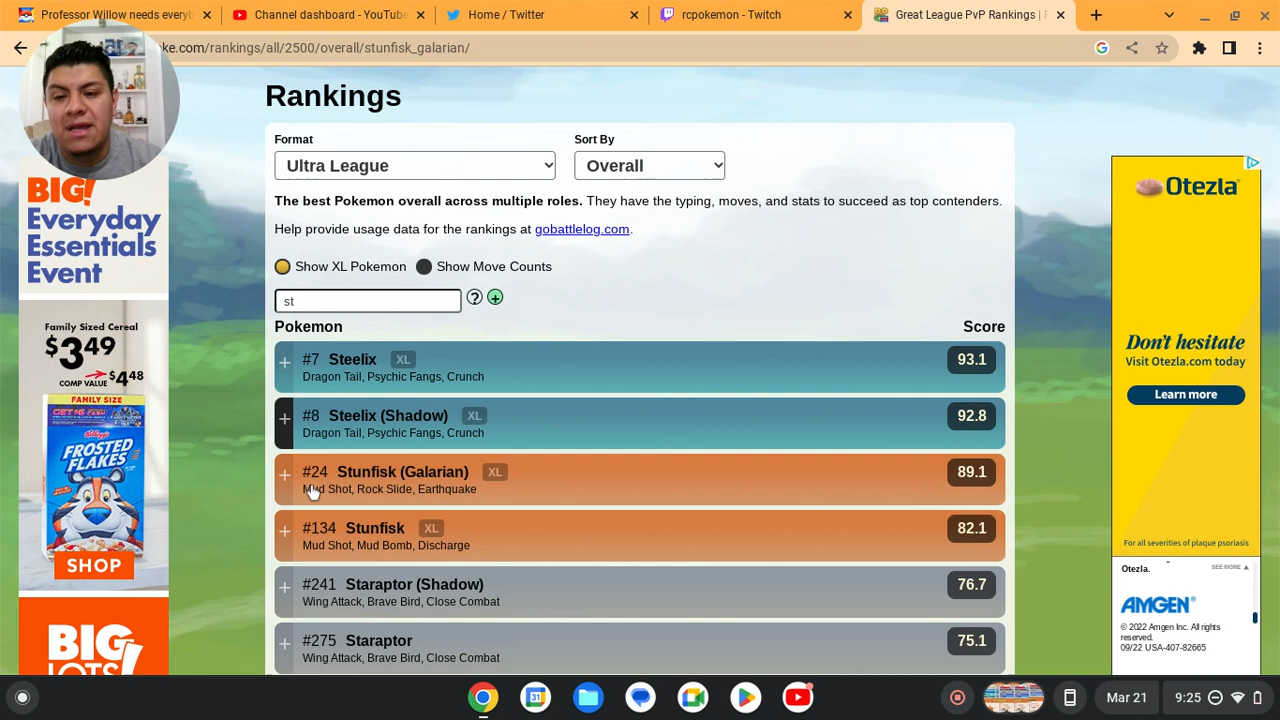 Professor Willow needs everyb
Channel dashboard - YouTube
Home / Twitter
rcpokemon - Twitch
Great League PvP Rankings |
ke.com/rankings/all/2500/overall/stunfisk_galarian/
Rankings
Format
Sort By
Ultra League
Overall
The best Pokemon overall across multiple roles. They have the typing, moves, and stats to succeed as top contenders.
Help provide usage data for the rankings at gobattlelog.com.
Show XL Pokemon
Show Move Counts
st
?
+
Pokemon
Score
+
#7 Steelix XL
93.1
Dragon Tail, Psychic Fangs, Crunch
+
#8 Steelix (Shadow) XL
92.8
Dragon Tail, Psychic Fangs, Crunch
+
#24 Stunfisk (Galarian) XL
89.1
Mud Shot, Rock Slide, Earthquake
+
#134 Stunfisk XL
82.1
Mud Shot, Mud Bomb, Discharge
+
#241 Staraptor (Shadow)
76.7
Wing Attack, Brave Bird, Close Combat
+
#275 Staraptor
75.1
Wing Attack, Brave Bird, Close Combat
BIG!
Everyday
Essentials
Event
Family Sized Cereal
$3.49
COMP VALUE $4.48
GET $6
Kellogg's
FROSTED
FLAKES
SHOP
BIG
LOTS!
Otezla
Don't hesitate
Visit Otezla.com today
Learn more
For all severities of plaque psoriasis
Otezla.
SEE MORE
AMGEN
© 2022 Amgen Inc. All rights
reserved.
09/22 USA-407-82665
31
Mar 21
9:25